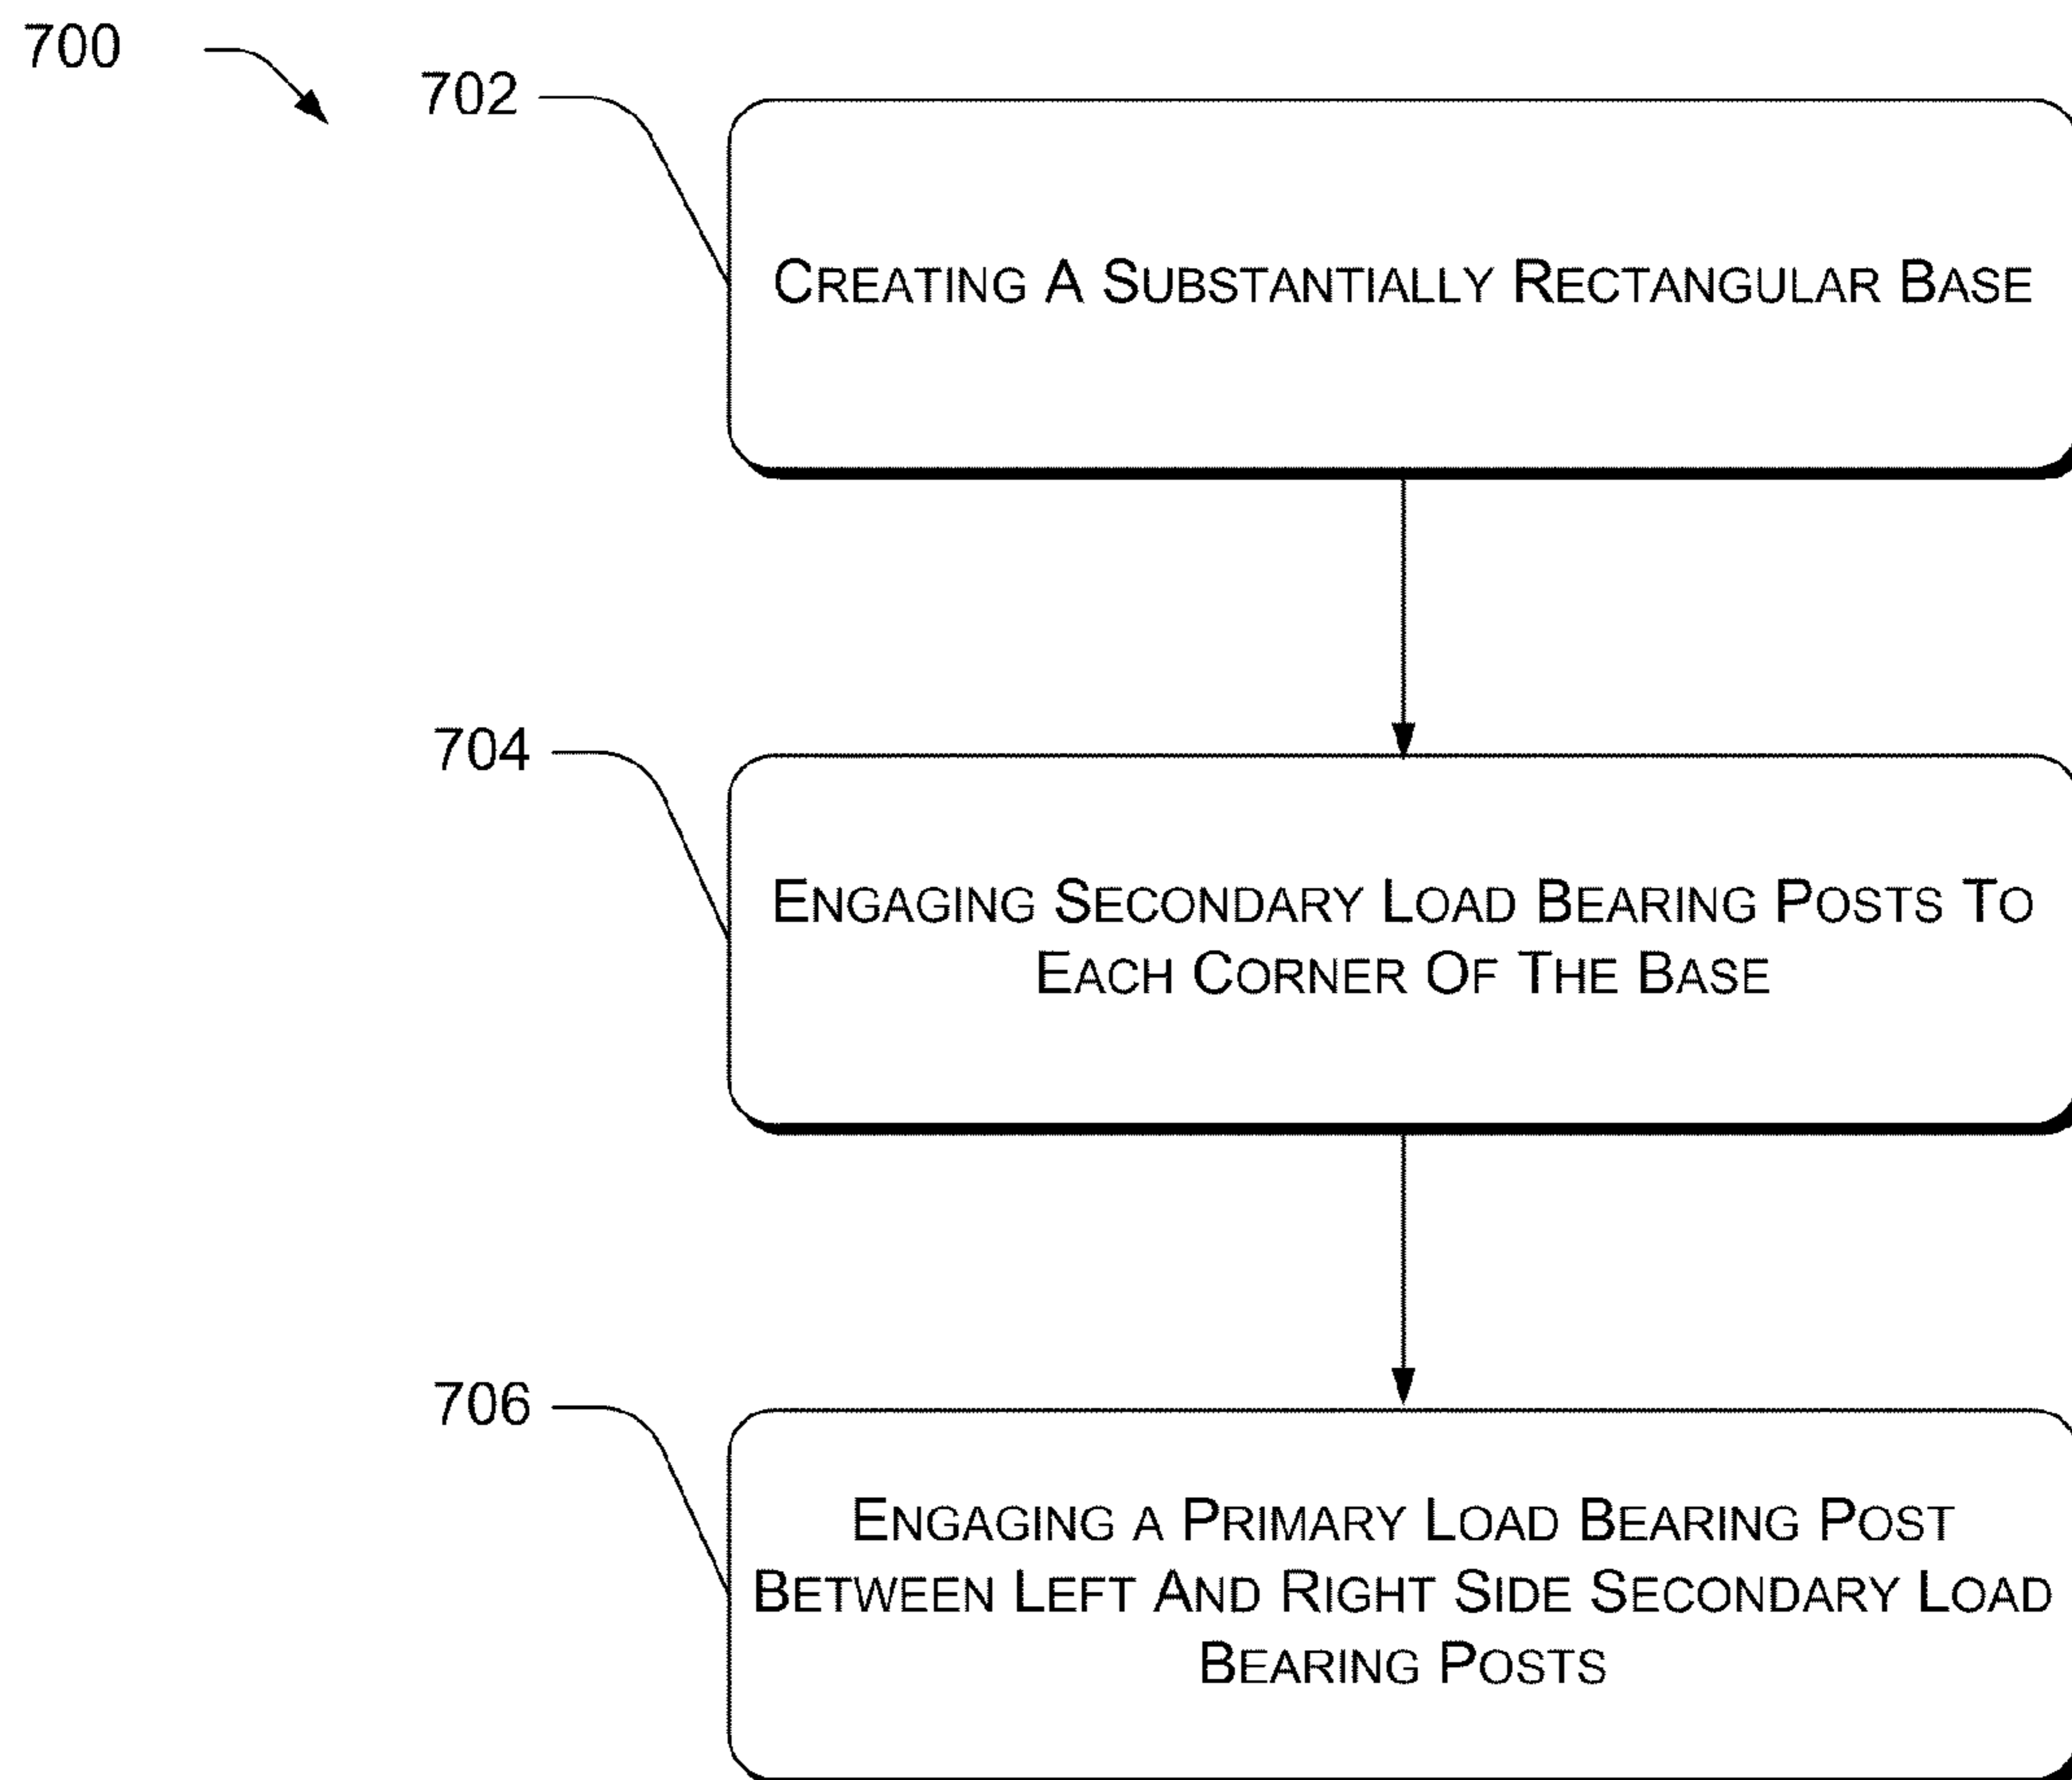 700
702
CREATING A SUBSTANTIALLY RECTANGULAR BASE
704
ENGAGING SECONDARY LOAD BEARING POSTS TO
EACH CORNER OF THE BASE
706
ENGAGING A PRIMARY LOAD BEARING POST
BETWEEN LEFT AND RIGHT SIDE SECONDARY LOAD
BEARING POSTS